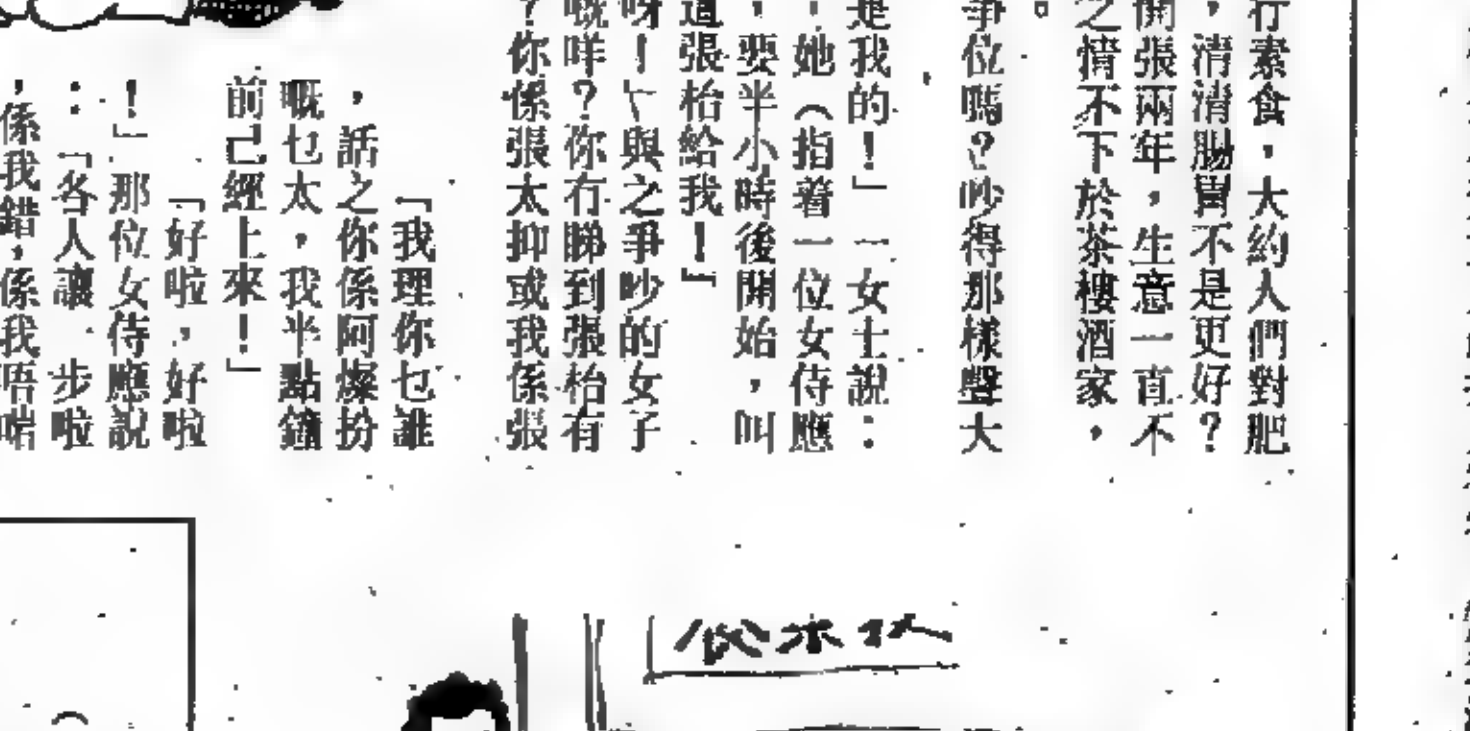 行素食，大約人們對肥
，清清腸胃不是更好？
開張兩年，生意一直不
之情不下於茶樓酒家，
。
爭位嗎？吵得那樣聲大
是我的！」一女士說：
，她（指着一位女侍應
，要半小時後開始，叫
這張枱給我！」
呀！」與之爭吵的女子
嘅咩？你冇睇到張枱有
？你係張太抑或我係張
「我理你乜誰
，話之你係阿燦扮
嘅乜太，我半點鐘
前己經上來！」
「好啦，好啦
！」那位女侍應說
：「各人讓一步啦
，係我錯，係我唔啱